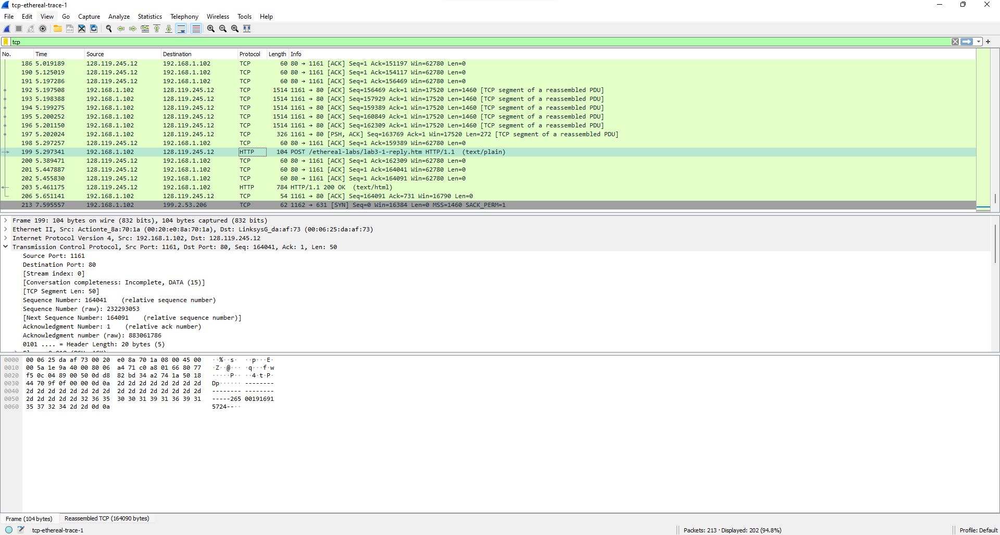 tcp-ethereal-trace-1
File Edit View Go Capture Analyze Statistics Telephony Wireless Tools Help
tcp
No. Time Source Destination Protocol Length Info
186 5.019189 128.119.245.12 192.168.1.102 TCP 60 80 → 1161 [ACK] Seq=1 Ack=151197 Win=62780 Len=0
190 5.125019 128.119.245.12 192.168.1.102 TCP 60 80 → 1161 [ACK] Seq=1 Ack=154117 Win=62780 Len=0
191 5.197286 128.119.245.12 192.168.1.102 TCP 60 80 → 1161 [ACK] Seq=1 Ack=156469 Win=62780 Len=0
192 5.197508 192.168.1.102 128.119.245.12 TCP 1514 1161 → 80 [ACK] Seq=156469 Ack=1 Win=17520 Len=1460 [TCP segment of a reassembled PDU]
193 5.198388 192.168.1.102 128.119.245.12 TCP 1514 1161 → 80 [ACK] Seq=157929 Ack=1 Win=17520 Len=1460 [TCP segment of a reassembled PDU]
194 5.199275 192.168.1.102 128.119.245.12 TCP 1514 1161 → 80 [ACK] Seq=159389 Ack=1 Win=17520 Len=1460 [TCP segment of a reassembled PDU]
195 5.200252 192.168.1.102 128.119.245.12 TCP 1514 1161 → 80 [ACK] Seq=160849 Ack=1 Win=17520 Len=1460 [TCP segment of a reassembled PDU]
196 5.201150 192.168.1.102 128.119.245.12 TCP 1514 1161 → 80 [ACK] Seq=162309 Ack=1 Win=17520 Len=1460 [TCP segment of a reassembled PDU]
197 5.202024 192.168.1.102 128.119.245.12 TCP 326 1161 → 80 [PSH, ACK] Seq=163769 Ack=1 Win=17520 Len=272 [TCP segment of a reassembled PDU]
198 5.297257 128.119.245.12 192.168.1.102 TCP 60 80 → 1161 [ACK] Seq=1 Ack=159389 Win=62780 Len=0
199 5.297341 192.168.1.102 128.119.245.12 HTTP 104 POST /ethereal-labs/lab3-1-reply.htm HTTP/1.1  (text/plain)
200 5.389471 128.119.245.12 192.168.1.102 TCP 60 80 → 1161 [ACK] Seq=1 Ack=162309 Win=62780 Len=0
201 5.447887 128.119.245.12 192.168.1.102 TCP 60 80 → 1161 [ACK] Seq=1 Ack=164041 Win=62780 Len=0
202 5.455830 128.119.245.12 192.168.1.102 TCP 60 80 → 1161 [ACK] Seq=1 Ack=164091 Win=62780 Len=0
203 5.461175 128.119.245.12 192.168.1.102 HTTP 784 HTTP/1.1 200 OK  (text/html)
206 5.651141 192.168.1.102 128.119.245.12 TCP 54 1161 → 80 [ACK] Seq=164091 Ack=731 Win=16790 Len=0
213 7.595557 192.168.1.102 199.2.53.206 TCP 62 1162 → 631 [SYN] Seq=0 Win=16384 Len=0 MSS=1460 SACK_PERM=1
Frame 199: 104 bytes on wire (832 bits), 104 bytes captured (832 bits)
Ethernet II, Src: Actionte_8a:70:1a (00:20:e0:8a:70:1a), Dst: LinksysG_da:af:73 (00:06:25:da:af:73)
Internet Protocol Version 4, Src: 192.168.1.102, Dst: 128.119.245.12
Transmission Control Protocol, Src Port: 1161, Dst Port: 80, Seq: 164041, Ack: 1, Len: 50
Source Port: 1161
Destination Port: 80
[Stream index: 0]
[Conversation completeness: Incomplete, DATA (15)]
[TCP Segment Len: 50]
Sequence Number: 164041    (relative sequence number)
Sequence Number (raw): 232293053
[Next Sequence Number: 164091    (relative sequence number)]
Acknowledgment Number: 1    (relative ack number)
Acknowledgment number (raw): 883061786
0101 .... = Header Length: 20 bytes (5)
0000 00 06 25 da af 73 00 20 e0 8a 70 1a 08 00 45 00 ··%··s· ··p···E·
0010 00 5a 1e 9a 40 00 80 06 a4 71 c0 a8 01 66 80 77 ·Z··@··· ·q···f·w
0020 f5 0c 04 89 00 50 0d d8 82 bd 34 a2 74 1a 50 18 ·····P·· ··4·t·P·
0030 44 70 9f 0f 00 00 0d 0a 2d 2d 2d 2d 2d 2d 2d 2d Dp······ --------
0040 2d 2d 2d 2d 2d 2d 2d 2d 2d 2d 2d 2d 2d 2d 2d 2d -------- --------
0050 2d 2d 2d 2d 2d 32 36 35 30 30 31 39 31 36 39 31 -----265 00191691
0060 35 37 32 34 2d 2d 0d 0a 5724--··
Frame (104 bytes) Reassembled TCP (164090 bytes)
tcp-ethereal-trace-1 Packets: 213 · Displayed: 202 (94.8%) Profile: Default